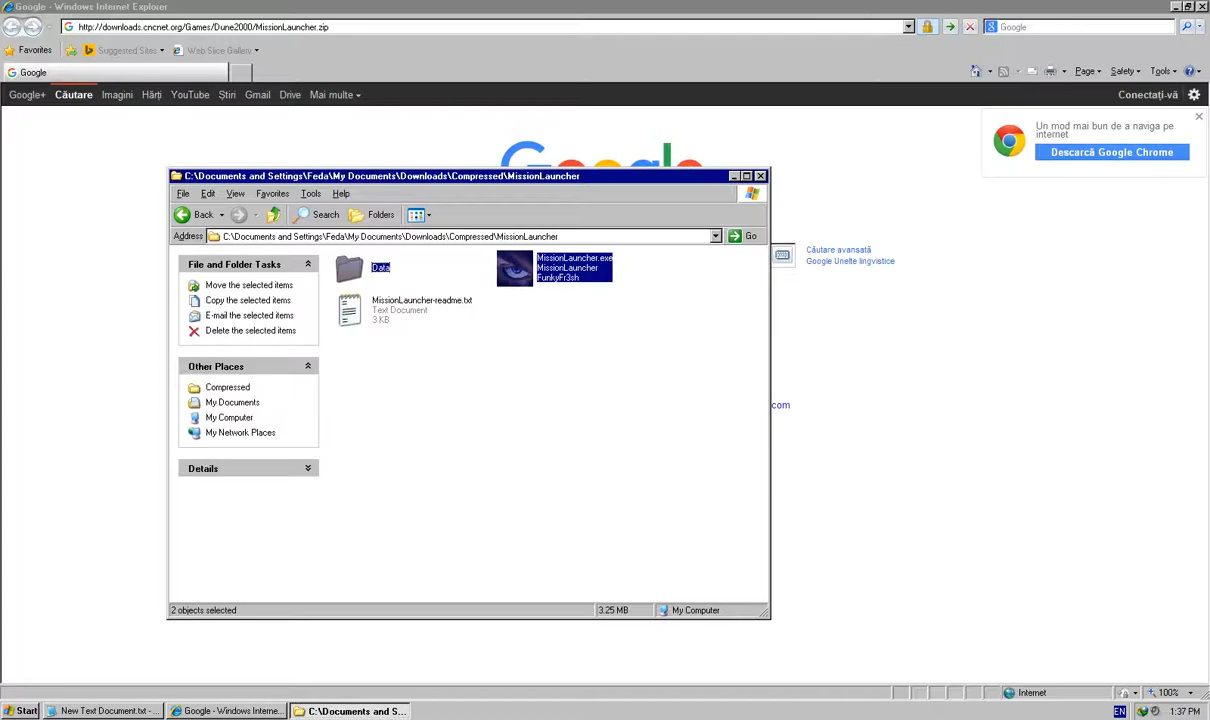 Google - Windows Internet Explorer
http://downloads.cncnet.org/Games/Dune2000/MissionLauncher.zip
Google
Favorites
Suggested Sites
Web Slice Gallery
Google
Page
Safety
Tools
Google+
Căutare
Imagini
Hărți
YouTube
Știri
Gmail
Drive
Mai multe
Conectați-vă
Un mod mai bun de a naviga pe
internet
Descarcă Google Chrome
Google
C:\Documents and Settings\Feda\My Documents\Downloads\Compressed\MissionLauncher
File
Edit
View
Favorites
Tools
Help
Back
Search
Folders
Address
C:\Documents and Settings\Feda\My Documents\Downloads\Compressed\MissionLauncher
Go
File and Folder Tasks
Move the selected items
Copy the selected items
E-mail the selected items
Delete the selected items
Other Places
Compressed
My Documents
My Computer
My Network Places
Details
Data
MissionLauncher.exe
MissionLauncher
FunkyFr3sh
MissionLauncher-readme.txt
Text Document
3 KB
Căutare avansată
Google Unelte lingvistice
com
2 objects selected
3.25 MB
My Computer
Internet
100%
Start
New Text Document.txt - ...
Google - Windows Interne...
C:\Documents and S...
EN
1:37 PM